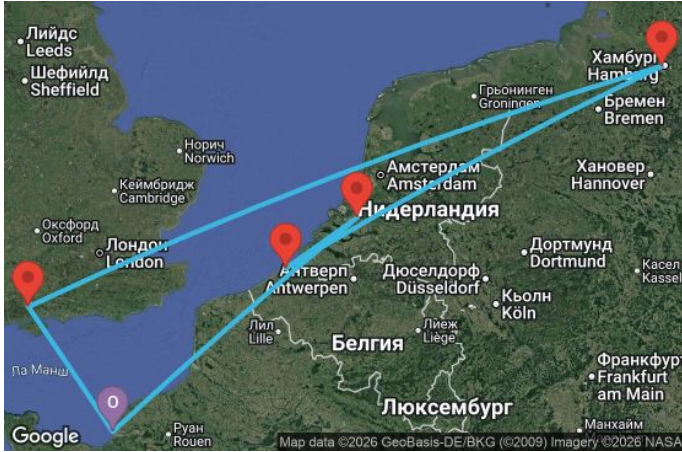 Лийдс
Leeds
Шефийлд
Sheffield
Норич
Norwich
Кеймбридж
Cambridge
Оксфорд
Oxford
Лондон
London
Ла Манш
Грьонинген
Groningen
Хамбург
Hamburg
Бремен
Bremen
Хановер
Hannover
Амстердам
Amsterdam
Нидерландия
Дортмунд
Dortmund
Касел
Kassel
Антверп
Antwerpen
Дюселдорф
Düsseldorf
Кьолн
Köln
Лил
Lille
Белгия
Лиеж
Liège
Франкфурт
Frankfurt
am Main
Люксембург
O
Руан
Rouen
Манхайм
Google
Map data ©2026 GeoBasis-DE/BKG (©2009) Imagery ©2026 NASA